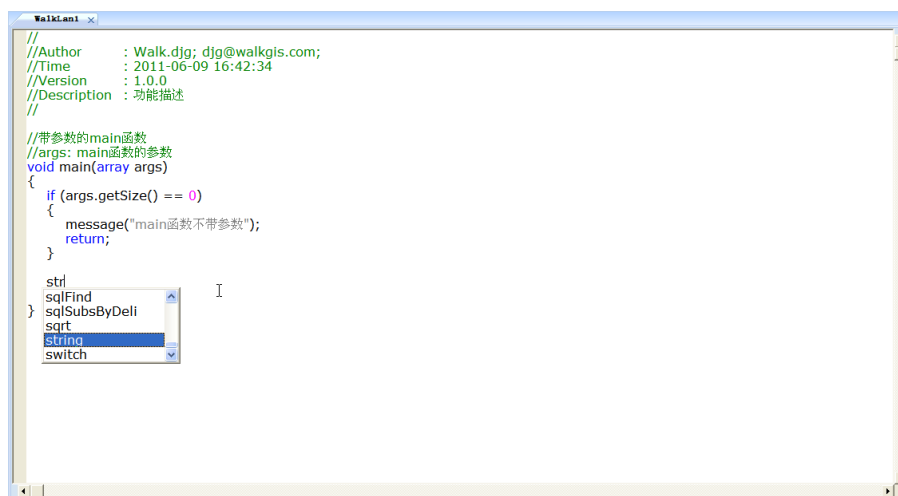 WalkLan1
//
//Author : Walk.djg; djg@walkgis.com;
//Time : 2011-06-09 16:42:34
//Version : 1.0.0
//Description : 功能描述
//
//带参数的main函数
//args: main函数的参数
void main(array args)
{
if (args.getSize() == 0)
{
message("main函数不带参数");
return;
}
str
sqlFind
} sqlSubsByDeli
sqrt
string
switch